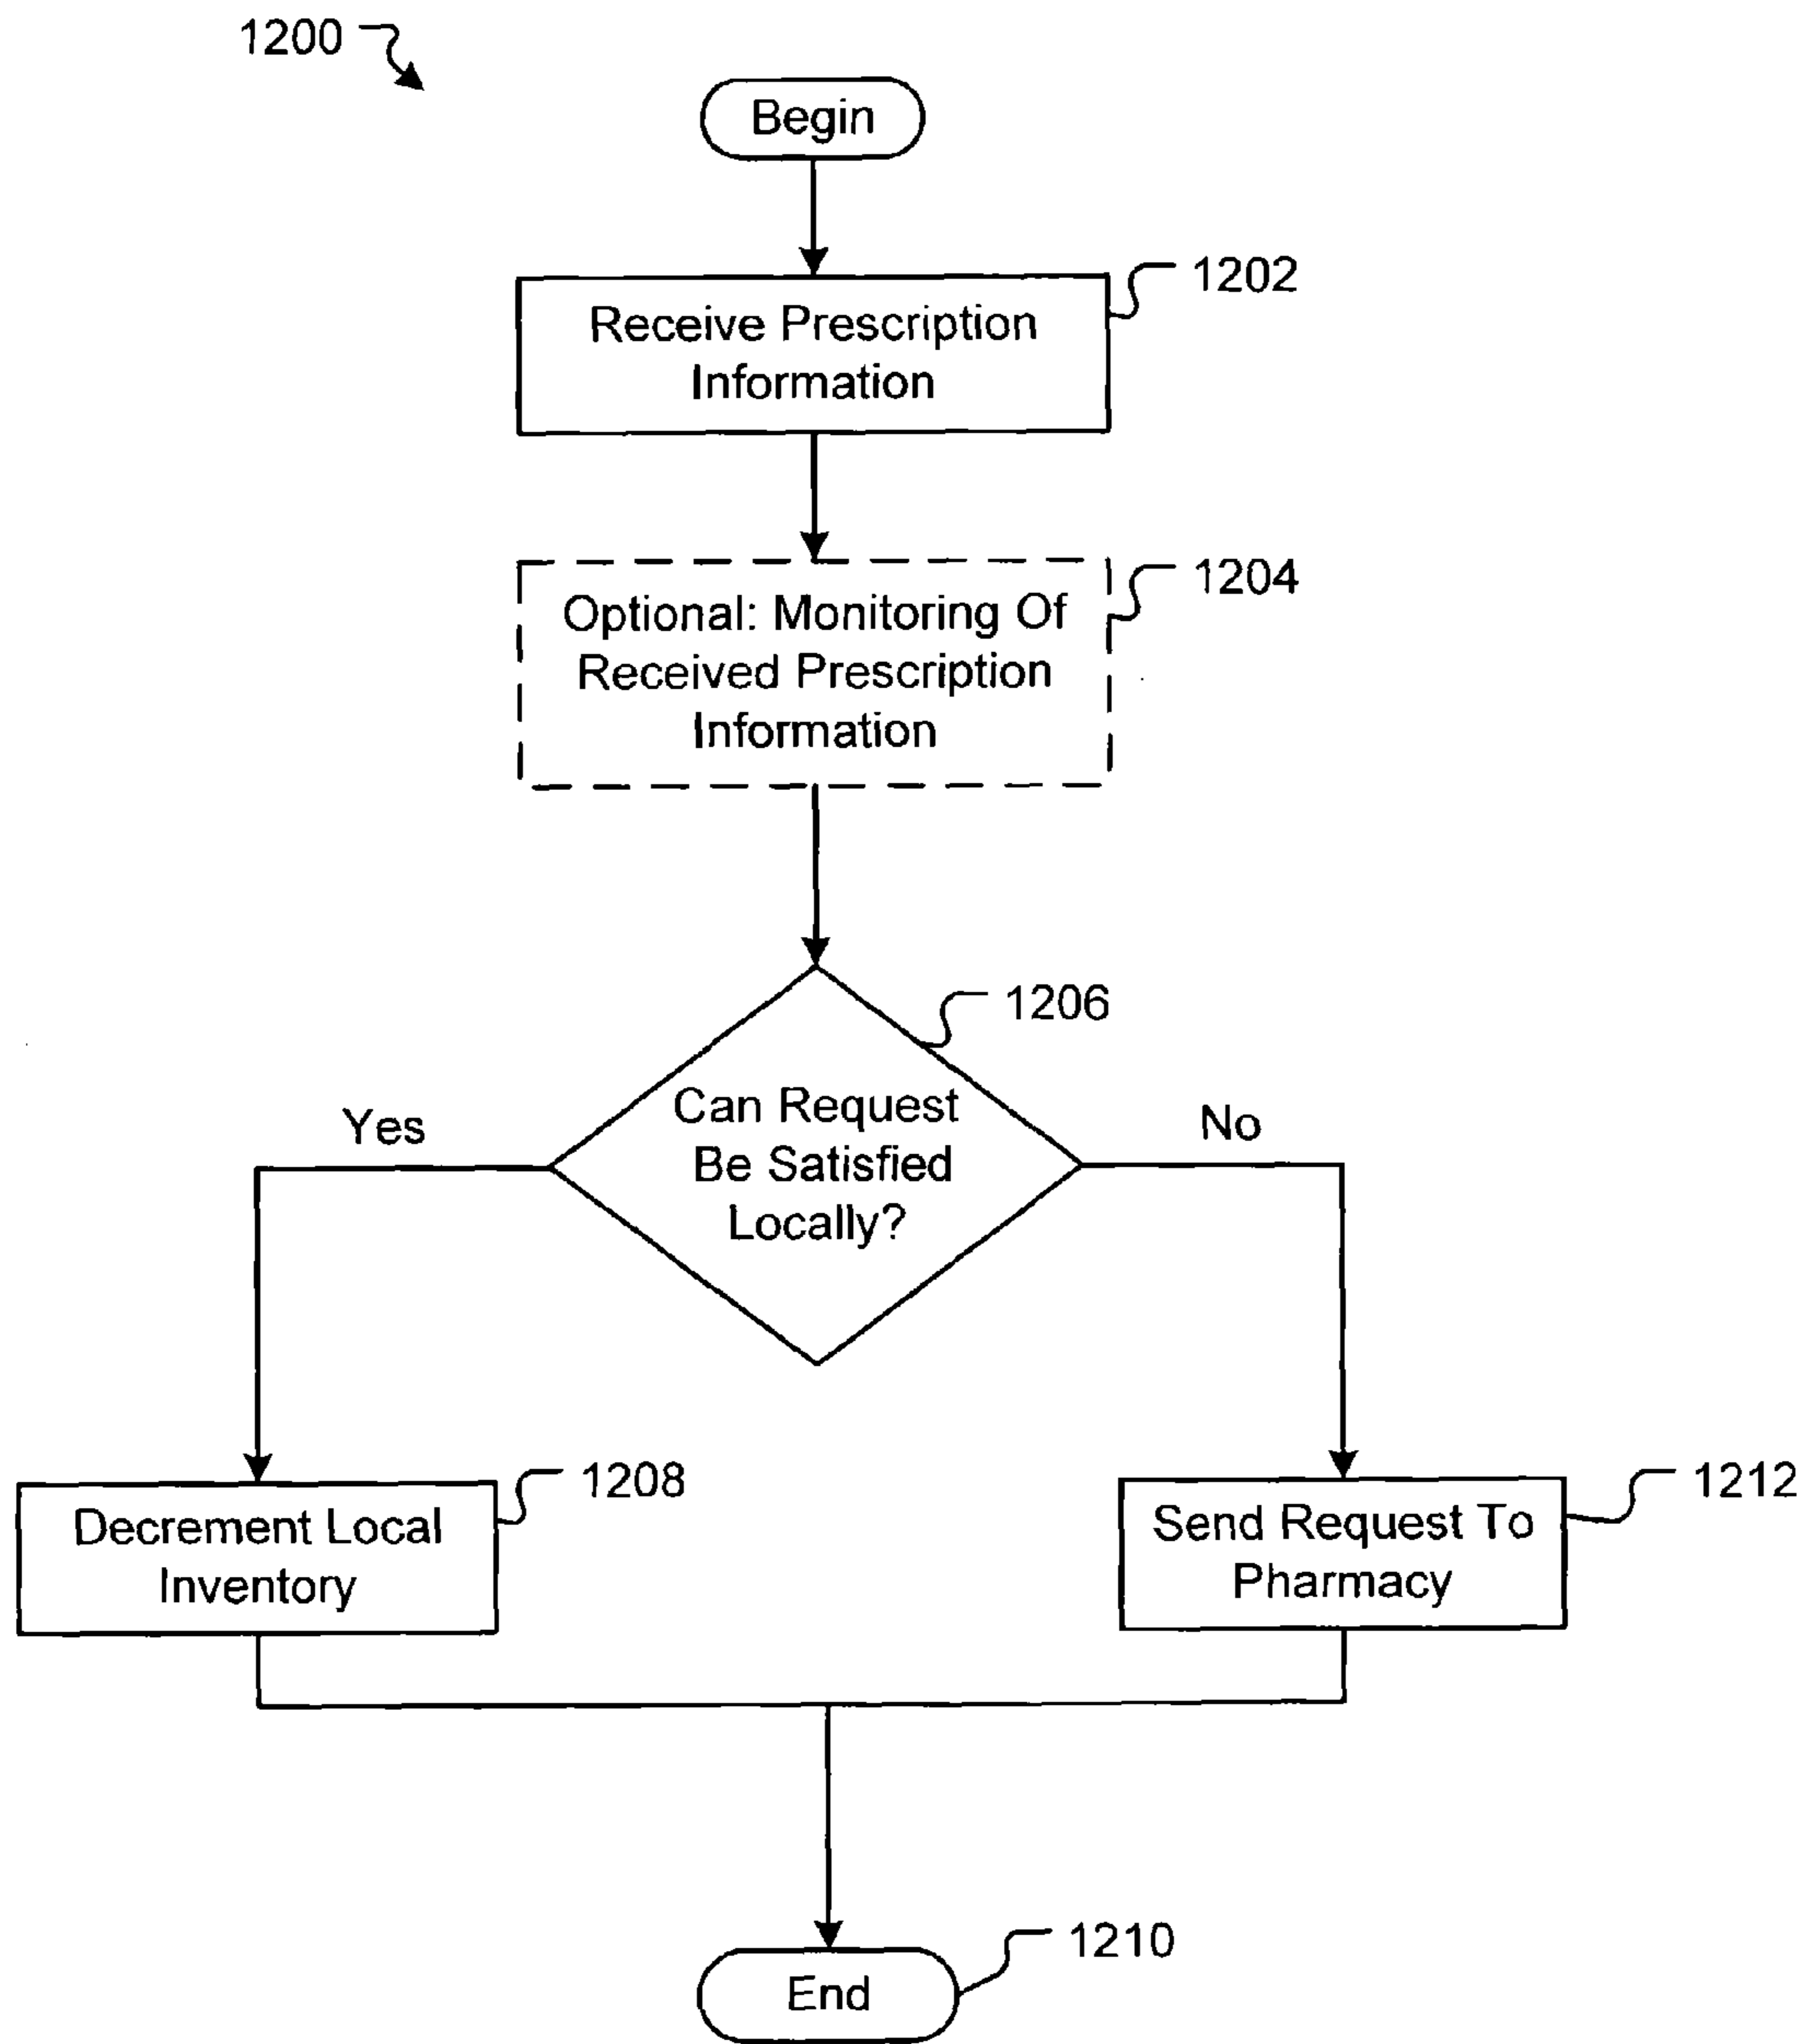 1200
Begin
1202
Receive Prescription
Information
1204
Optional: Monitoring Of
Received Prescription
Information
1206
Can Request
Be Satisfied
Locally?
Yes
No
1208
Decrement Local
Inventory
1212
Send Request To
Pharmacy
1210
End